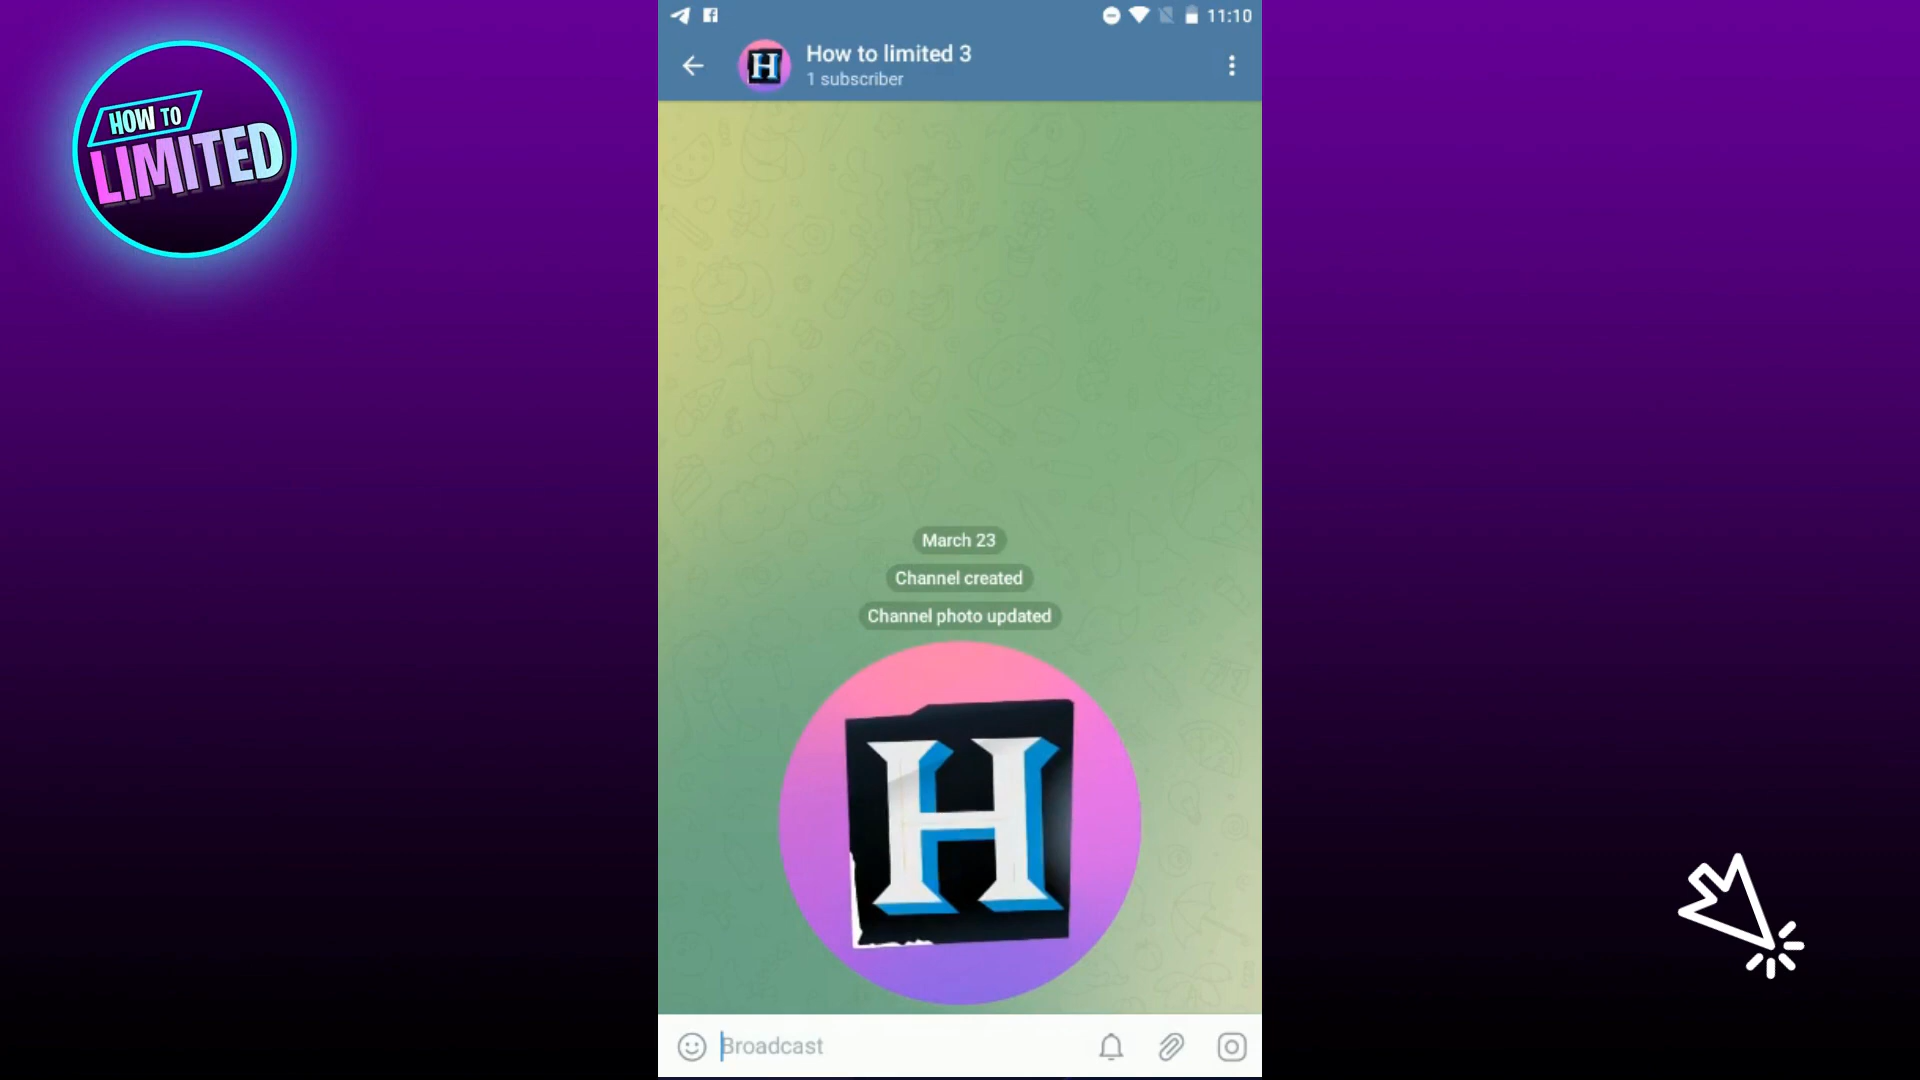 HOW TO
LIMITED
11:10
H
How to limited 3
1 subscriber
March 23
Channel created
Channel photo updated
H
Broadcast